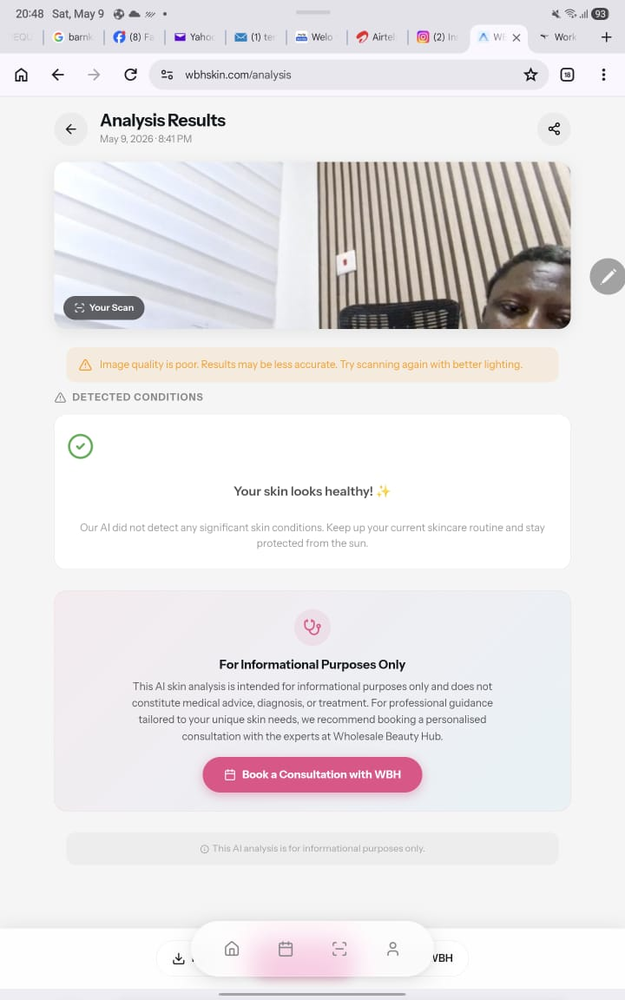 20:48 Sat, May 9
93
barnk
(8) Fa
Yahoo
(1) te
Welo
Airtel
(2) In
WE
Work
wbhskin.com/analysis
18
Analysis Results
May 9, 2026 · 8:41 PM
Your Scan
Image quality is poor. Results may be less accurate. Try scanning again with better lighting.
DETECTED CONDITIONS
Your skin looks healthy! ✨
Our AI did not detect any significant skin conditions. Keep up your current skincare routine and stay
protected from the sun.
For Informational Purposes Only
This AI skin analysis is intended for informational purposes only and does not
constitute medical advice, diagnosis, or treatment. For professional guidance
tailored to your unique skin needs, we recommend booking a personalised
consultation with the experts at Wholesale Beauty Hub.
Book a Consultation with WBH
This AI analysis is for informational purposes only.
WBH